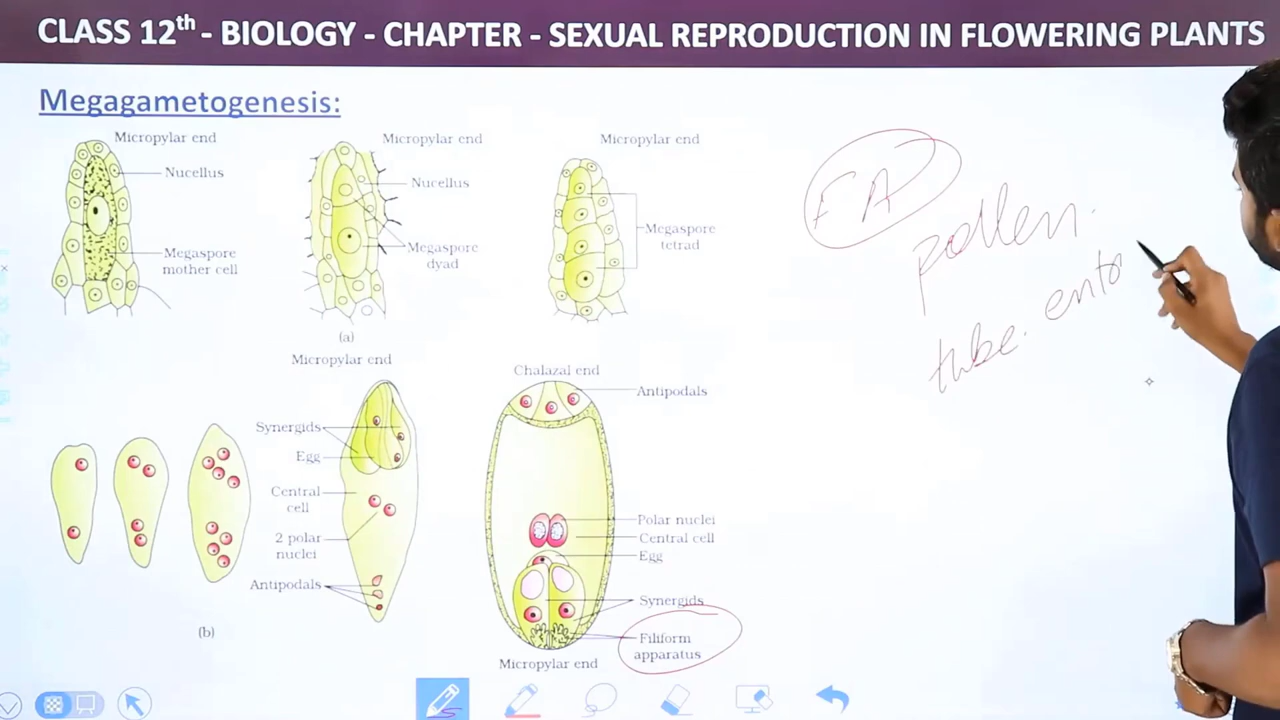 CLASS 12th - BIOLOGY - CHAPTER - SEXUAL REPRODUCTION IN FLOWERING PLANTS
Megagametogenesis:
Micropylar end
Nucellus
Megaspore
mother cell
Micropylar end
Nucellus
Megaspore
dyad
Micropylar end
Megaspore
tetrad
(a)
FA
pollen
tube. ento
Micropylar end
Synergids
Egg
Central
cell
2 polar
nuclei
Antipodals
(b)
Chalazal end
Antipodals
Polar nuclei
Central cell
Egg
Synergids
Filiform
apparatus
Micropylar end